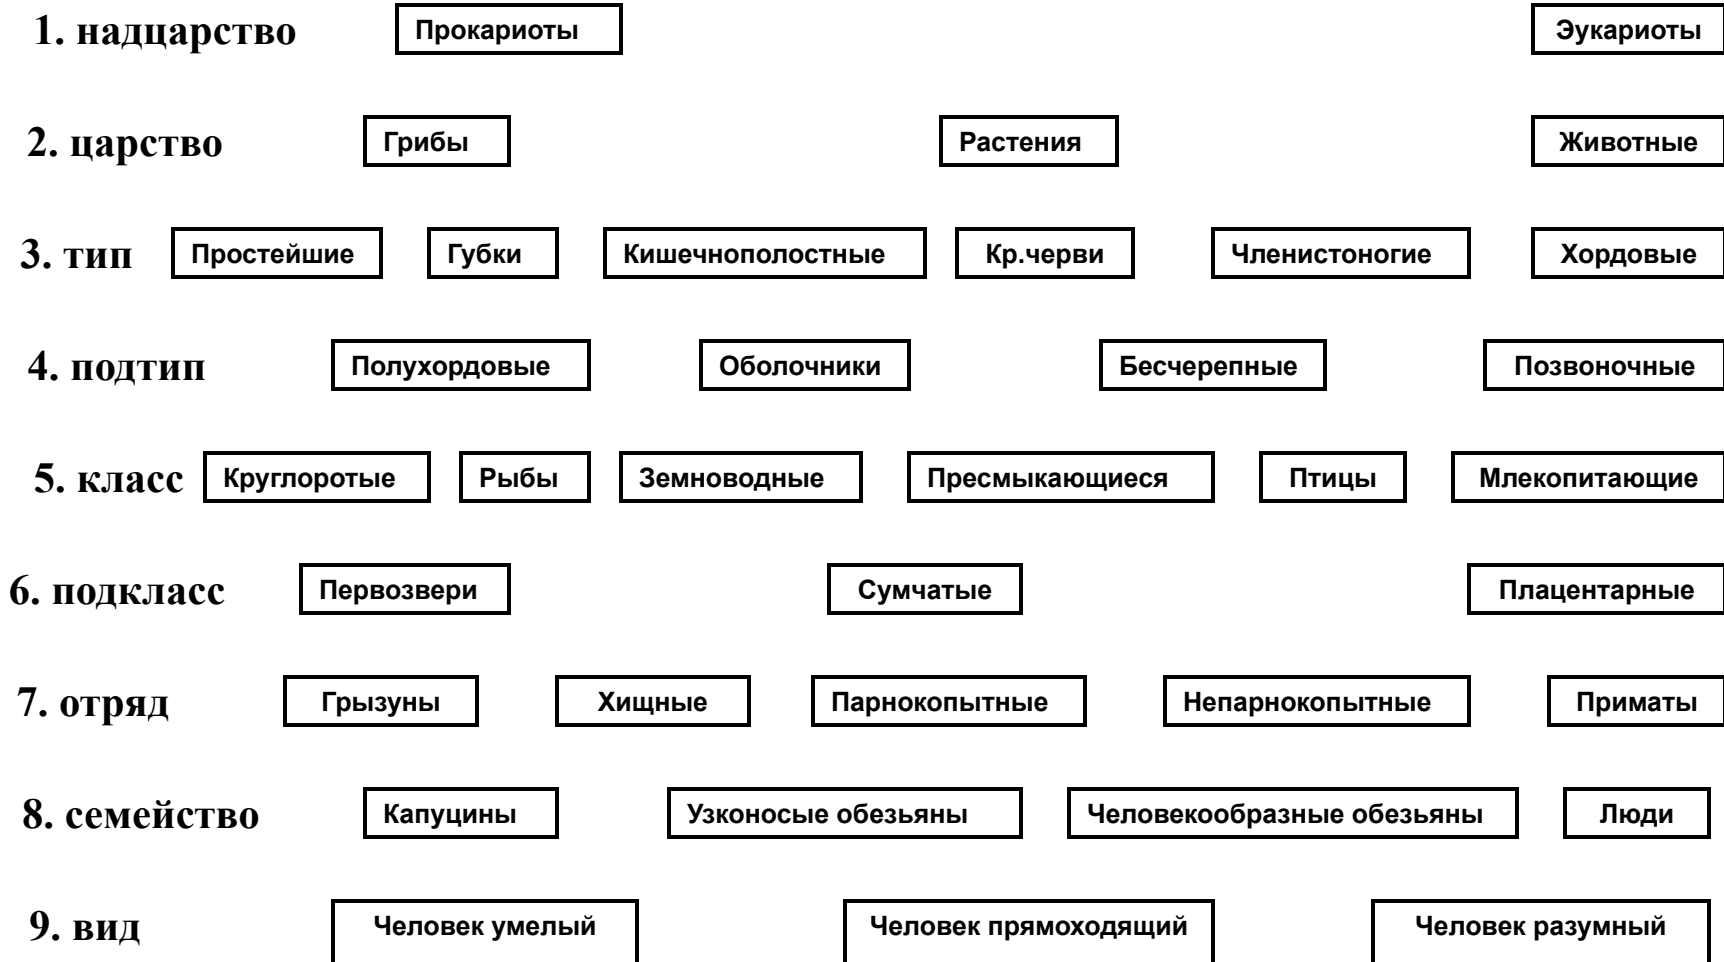 1. надцарство Прокариоты Эукариоты
2. царство Грибы Растения Животные
3. тип Простейшие Губки Кишечнополостные Кр.черви Членистоногие Хордовые
4. подтип Полухордовые Оболочники Бесчерепные Позвоночные
5. класс Круглоротые Рыбы Земноводные Пресмыкающиеся Птицы Млекопитающие
6. подкласс Первозвери Сумчатые Плацентарные
7. отряд Грызуны Хищные Парнокопытные Непарнокопытные Приматы
8. семейство Капуцины Узконосые обезьяны Человекообразные обезьяны Люди
9. вид Человек умелый Человек прямоходящий Человек разумный